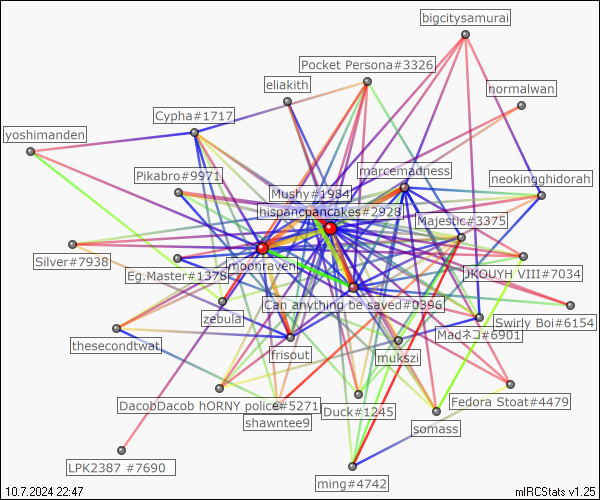 bigcitysamurai
Pocket Persona#3326
eliakith
normalwan
Cypha#1717
yoshimanden
marcemadness
Pikabro#9971
neokingghidorah
Mushy#1984
hispancpancakes#2928
Majestic#3375
Silver#7938
moonraven
JKOUYH VIII#7034
Eg.Master#1378
Can anything be saved#0396
zebula
Swirly Boi#6154
Madネコ#6901
thesecondtwat
frisout
mukszi
DacobDacob hORNY police#5271
Duck#1245
Fedora Stoat#4479
shawntee9
somass
LPK2387 #7690
ming#4742
10.7.2024 22:47
mIRCStats v1.25